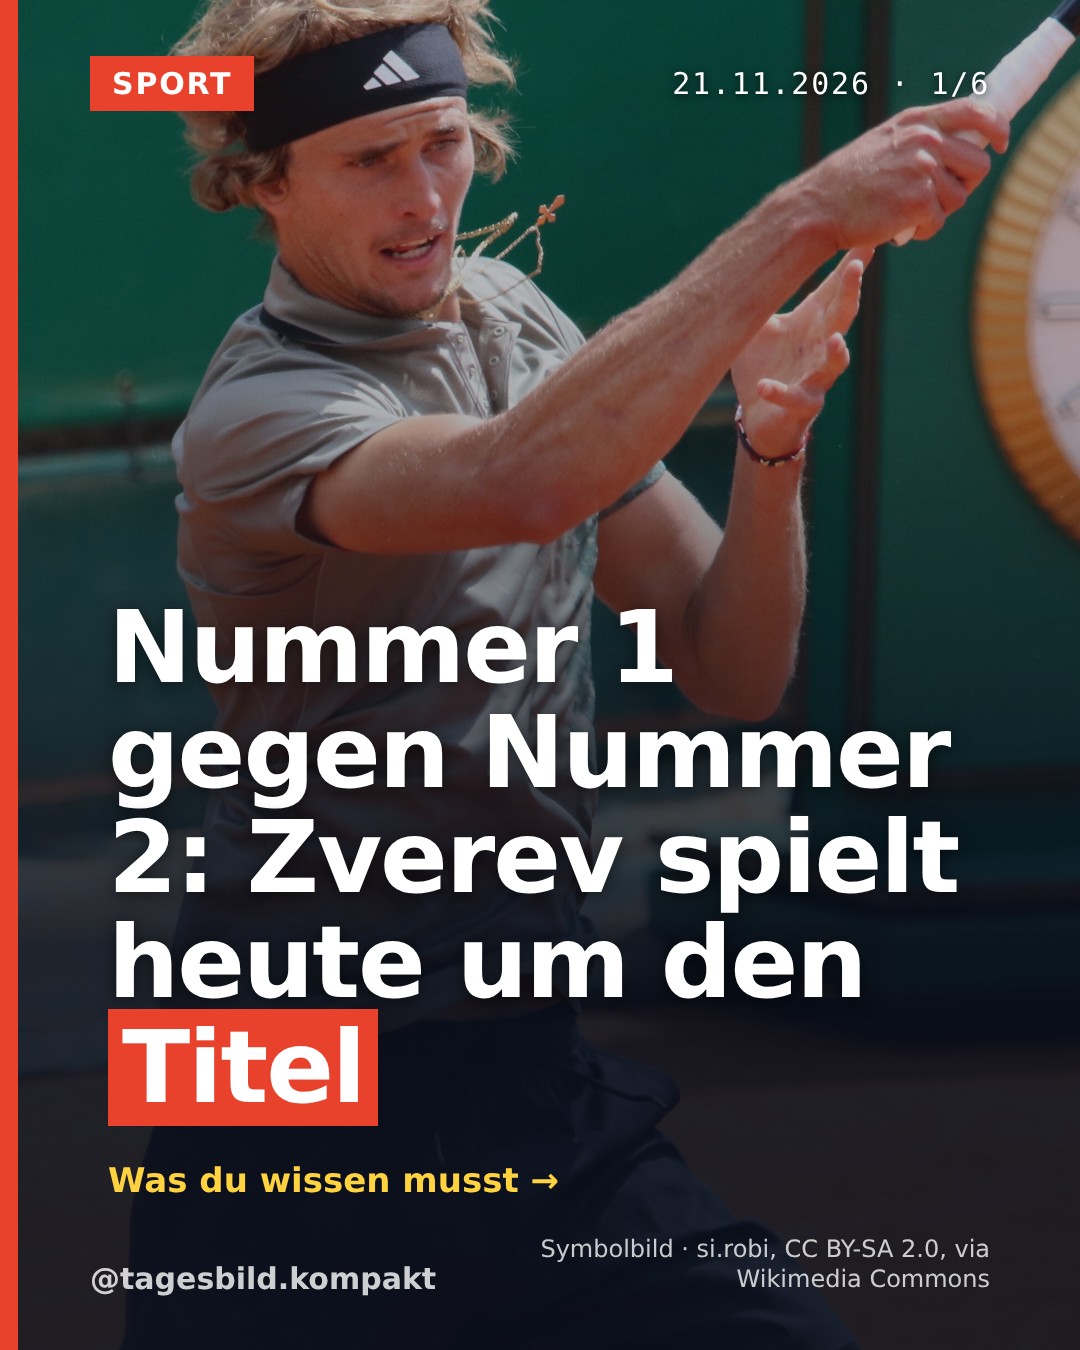 SPORT
21.11.2026 · 1/6
Nummer 1
gegen Nummer
2: Zverev spielt
heute um den
Titel
Was du wissen musst →
Symbolbild · si.robi, CC BY-SA 2.0, via
Wikimedia Commons
@tagesbild.kompakt